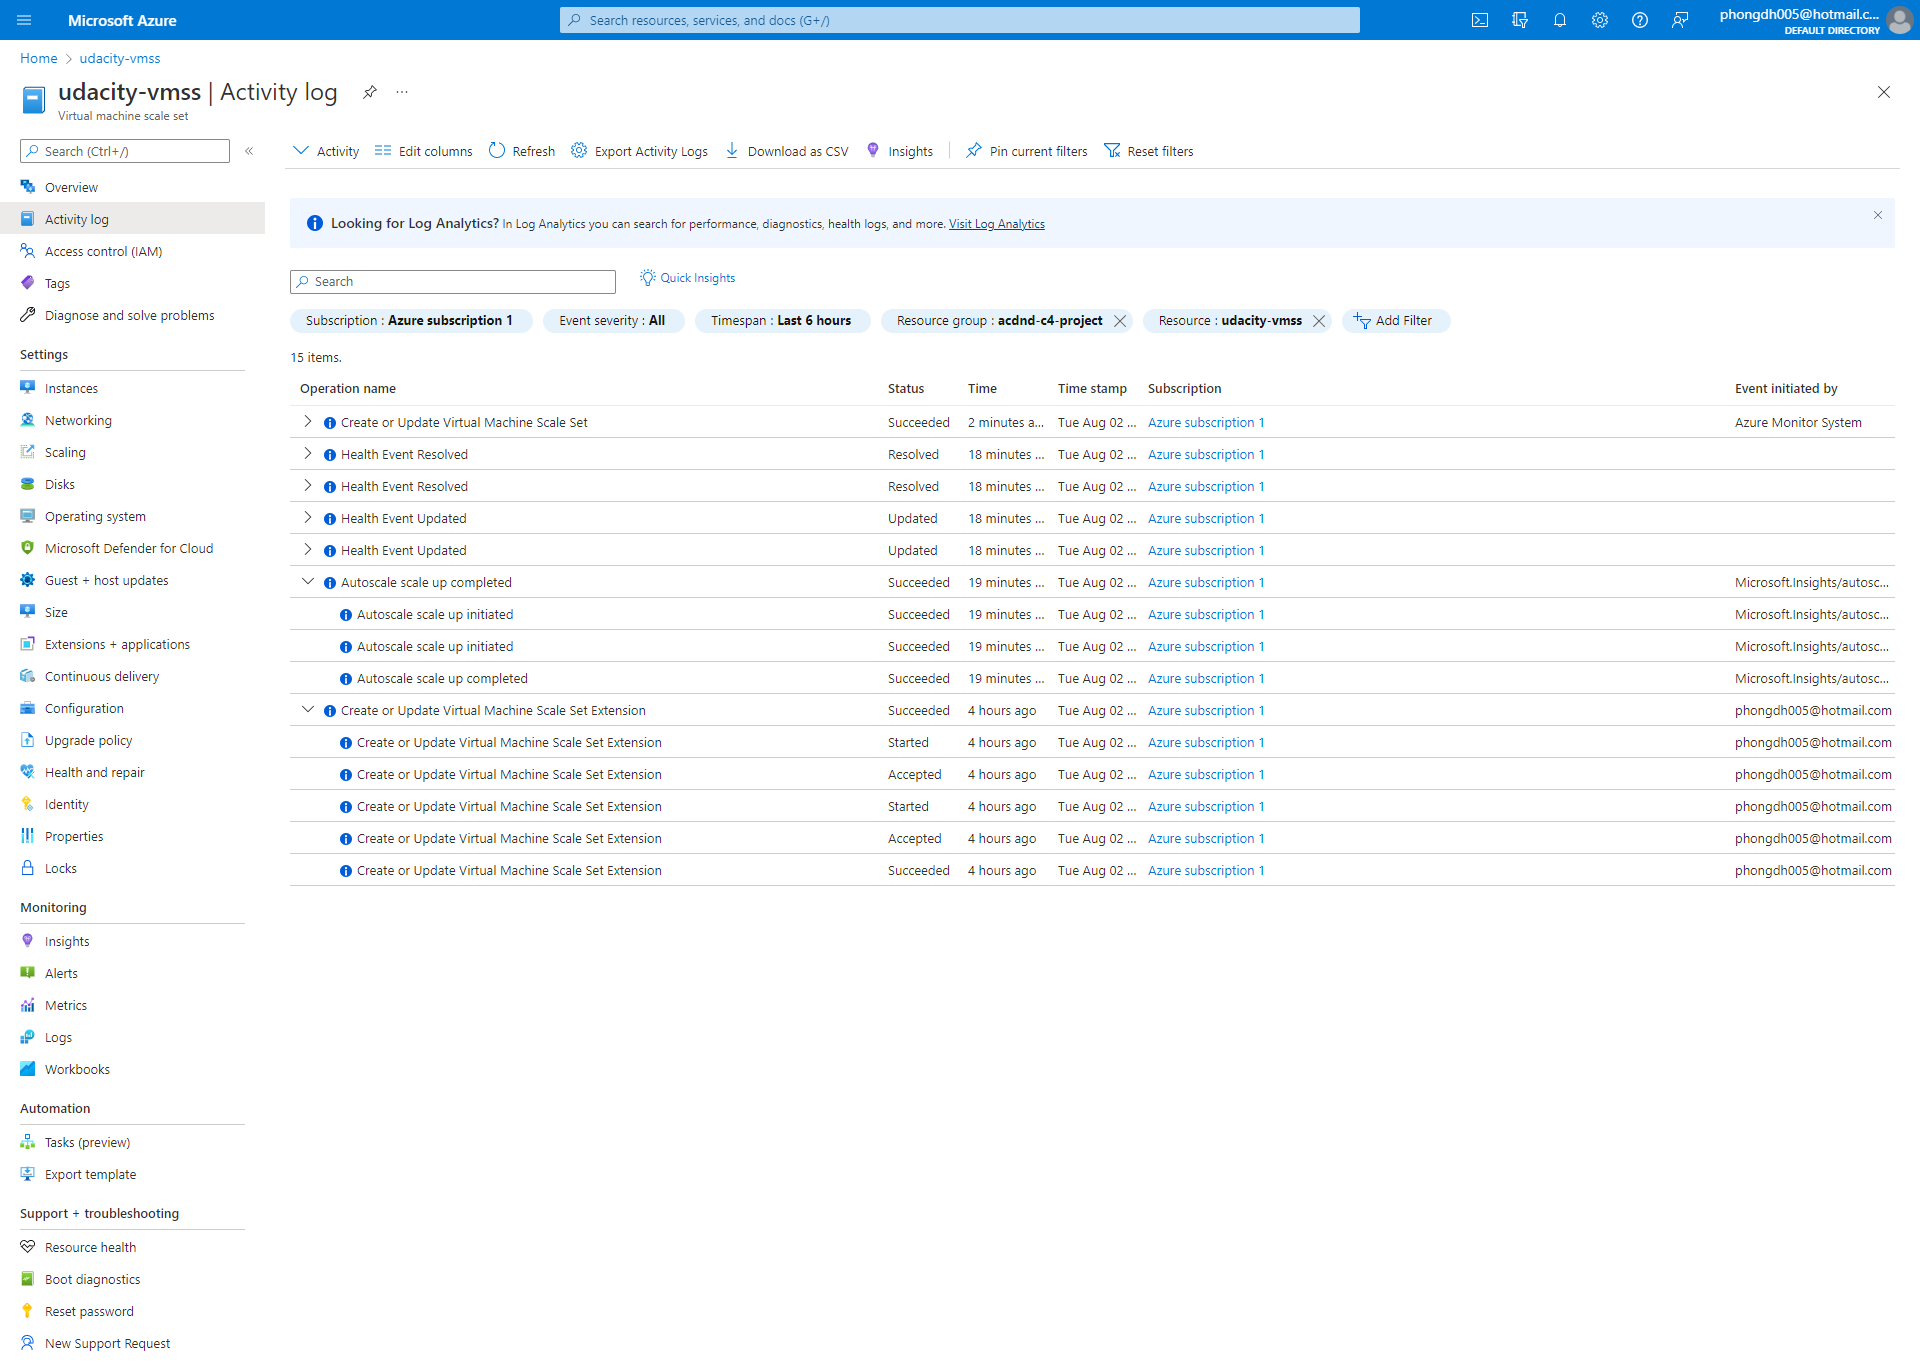 Microsoft Azure
Search resources, services, and docs (G+/)
phongdh005@hotmail.c...
DEFAULT DIRECTORY
Home > udacity-vmss
udacity-vmss | Activity log
...
Virtual machine scale set
Search (Ctrl+/)
«
Overview
Activity log
Access control (IAM)
Tags
Diagnose and solve problems
Settings
Instances
Networking
Scaling
Disks
Operating system
Microsoft Defender for Cloud
Guest + host updates
Size
Extensions + applications
Continuous delivery
Configuration
Upgrade policy
Health and repair
Identity
Properties
Locks
Monitoring
Insights
Alerts
Metrics
Logs
Workbooks
Automation
Tasks (preview)
Export template
Support + troubleshooting
Resource health
Boot diagnostics
Reset password
New Support Request
Activity Edit columns Refresh Export Activity Logs Download as CSV Insights Pin current filters Reset filters
Looking for Log Analytics? In Log Analytics you can search for performance, diagnostics, health logs, and more. Visit Log Analytics
Search
Quick Insights
Subscription : Azure subscription 1 Event severity : All Timespan : Last 6 hours Resource group : acdnd-c4-project Resource : udacity-vmss Add Filter
15 items.
Operation name Status Time Time stamp Subscription Event initiated by
Create or Update Virtual Machine Scale Set Succeeded 2 minutes a... Tue Aug 02 ... Azure subscription 1 Azure Monitor System
Health Event Resolved Resolved 18 minutes ... Tue Aug 02 ... Azure subscription 1
Health Event Resolved Resolved 18 minutes ... Tue Aug 02 ... Azure subscription 1
Health Event Updated Updated 18 minutes ... Tue Aug 02 ... Azure subscription 1
Health Event Updated Updated 18 minutes ... Tue Aug 02 ... Azure subscription 1
Autoscale scale up completed Succeeded 19 minutes ... Tue Aug 02 ... Azure subscription 1 Microsoft.Insights/autosc...
Autoscale scale up initiated Succeeded 19 minutes ... Tue Aug 02 ... Azure subscription 1 Microsoft.Insights/autosc...
Autoscale scale up initiated Succeeded 19 minutes ... Tue Aug 02 ... Azure subscription 1 Microsoft.Insights/autosc...
Autoscale scale up completed Succeeded 19 minutes ... Tue Aug 02 ... Azure subscription 1 Microsoft.Insights/autosc...
Create or Update Virtual Machine Scale Set Extension Succeeded 4 hours ago Tue Aug 02 ... Azure subscription 1 phongdh005@hotmail.com
Create or Update Virtual Machine Scale Set Extension Started 4 hours ago Tue Aug 02 ... Azure subscription 1 phongdh005@hotmail.com
Create or Update Virtual Machine Scale Set Extension Accepted 4 hours ago Tue Aug 02 ... Azure subscription 1 phongdh005@hotmail.com
Create or Update Virtual Machine Scale Set Extension Started 4 hours ago Tue Aug 02 ... Azure subscription 1 phongdh005@hotmail.com
Create or Update Virtual Machine Scale Set Extension Accepted 4 hours ago Tue Aug 02 ... Azure subscription 1 phongdh005@hotmail.com
Create or Update Virtual Machine Scale Set Extension Succeeded 4 hours ago Tue Aug 02 ... Azure subscription 1 phongdh005@hotmail.com